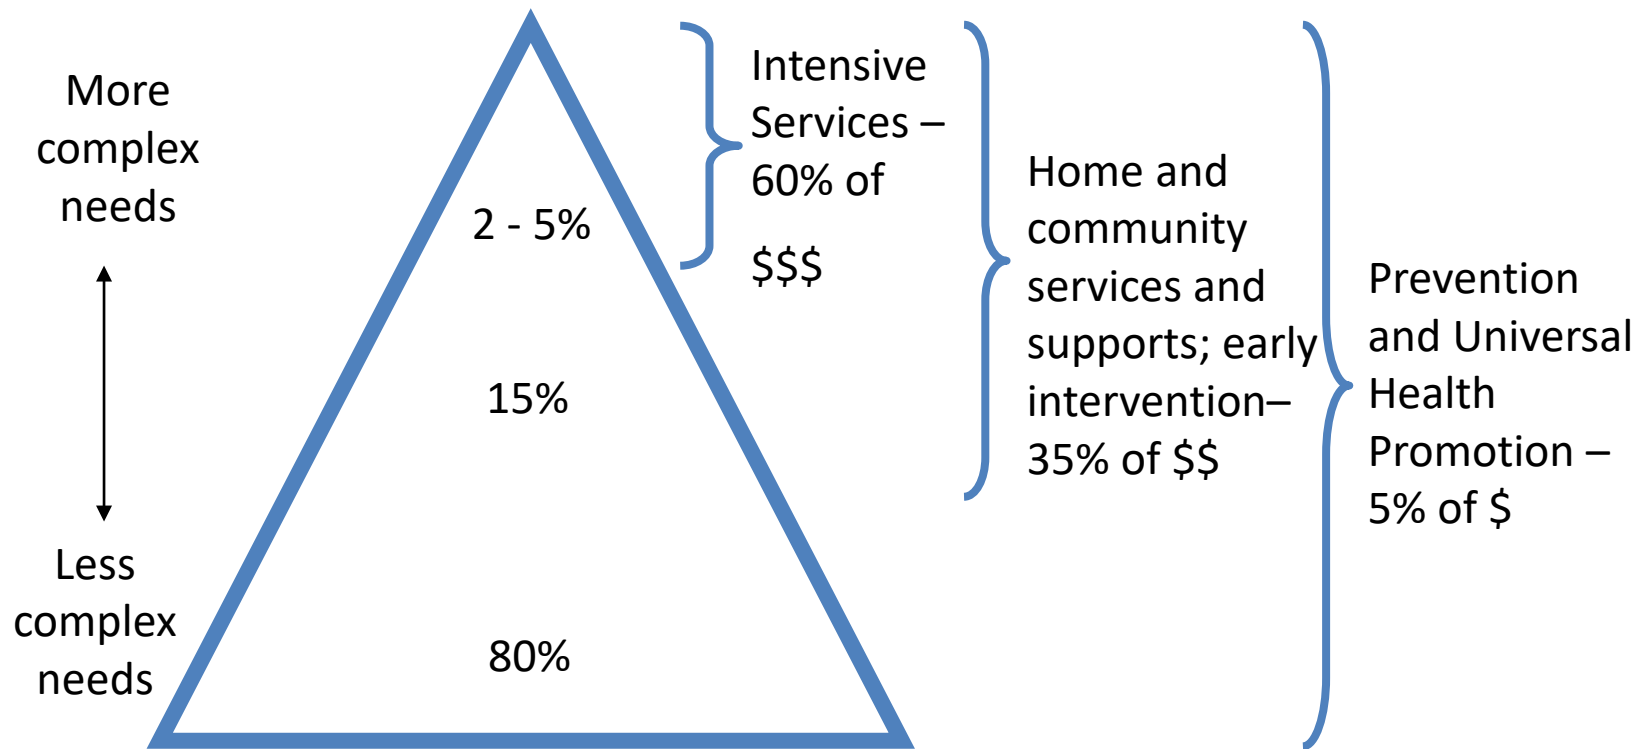 More
complex
needs
Less
complex
needs
2 - 5%
15%
80%
Intensive
Services –
60% of
$$$
Home and
community
services and
supports; early
intervention–
35% of $$
Prevention
and Universal
Health
Promotion –
5% of $